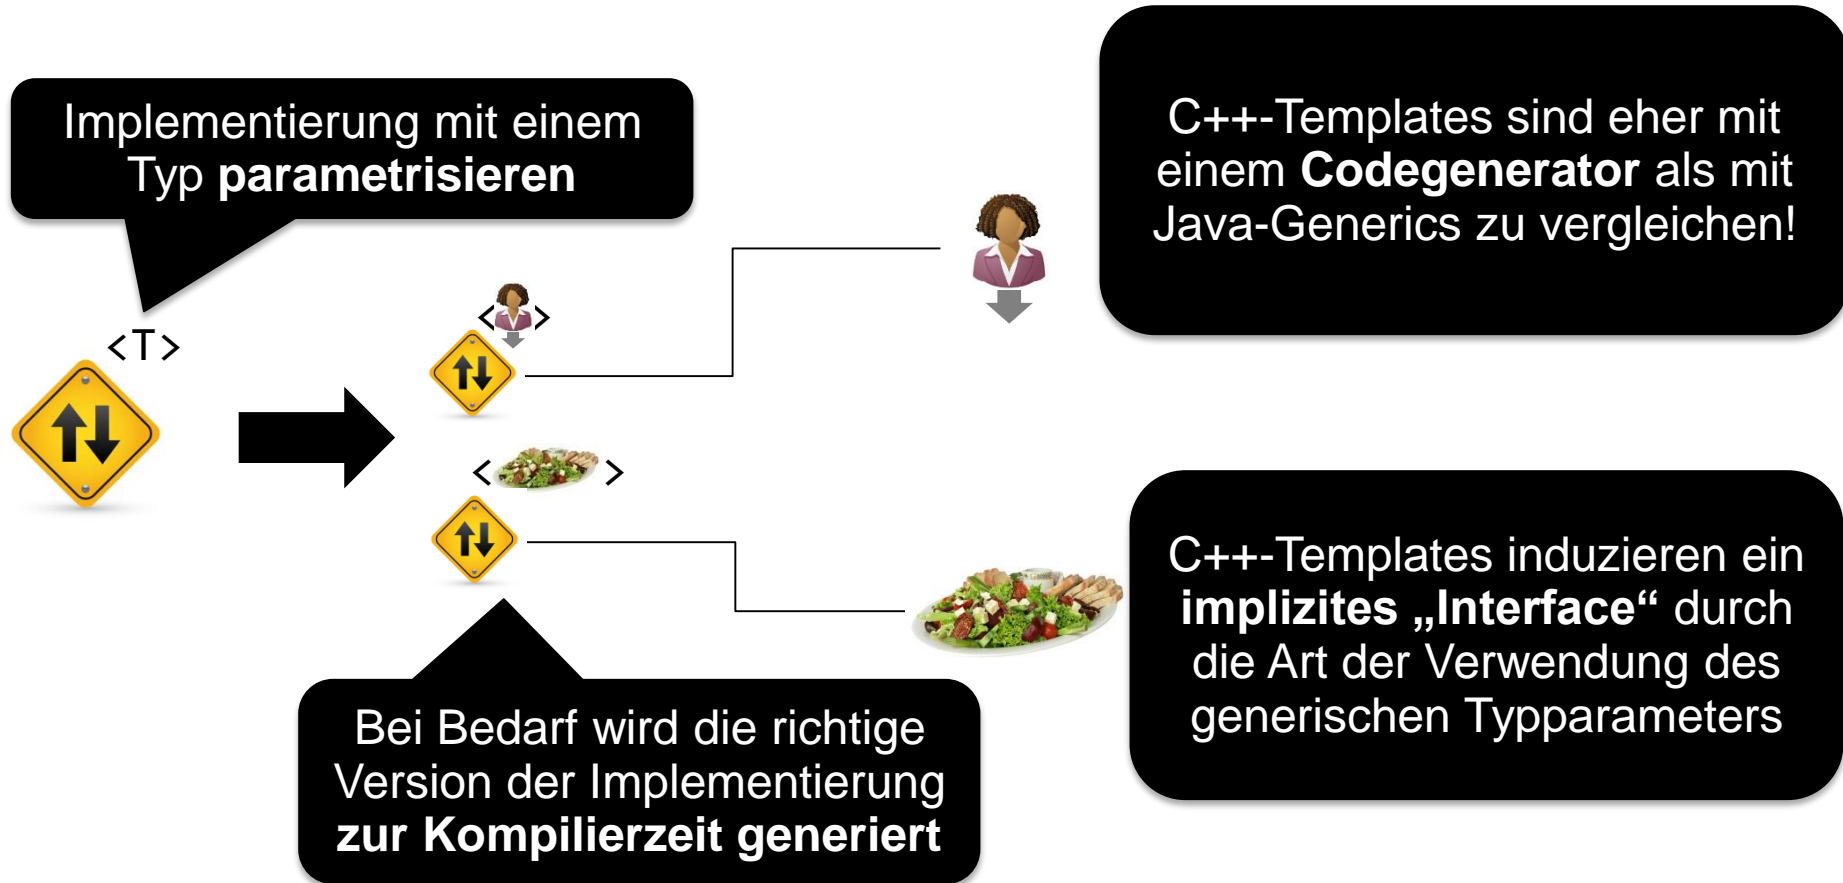 Implementierung mit einem
Typ parametrisieren
C++-Templates sind eher mit
einem Codegenerator als mit
Java-Generics zu vergleichen!
<T>
< >
< >
C++-Templates induzieren ein
implizites „Interface“ durch
die Art der Verwendung des
generischen Typparameters
Bei Bedarf wird die richtige
Version der Implementierung
zur Kompilierzeit generiert